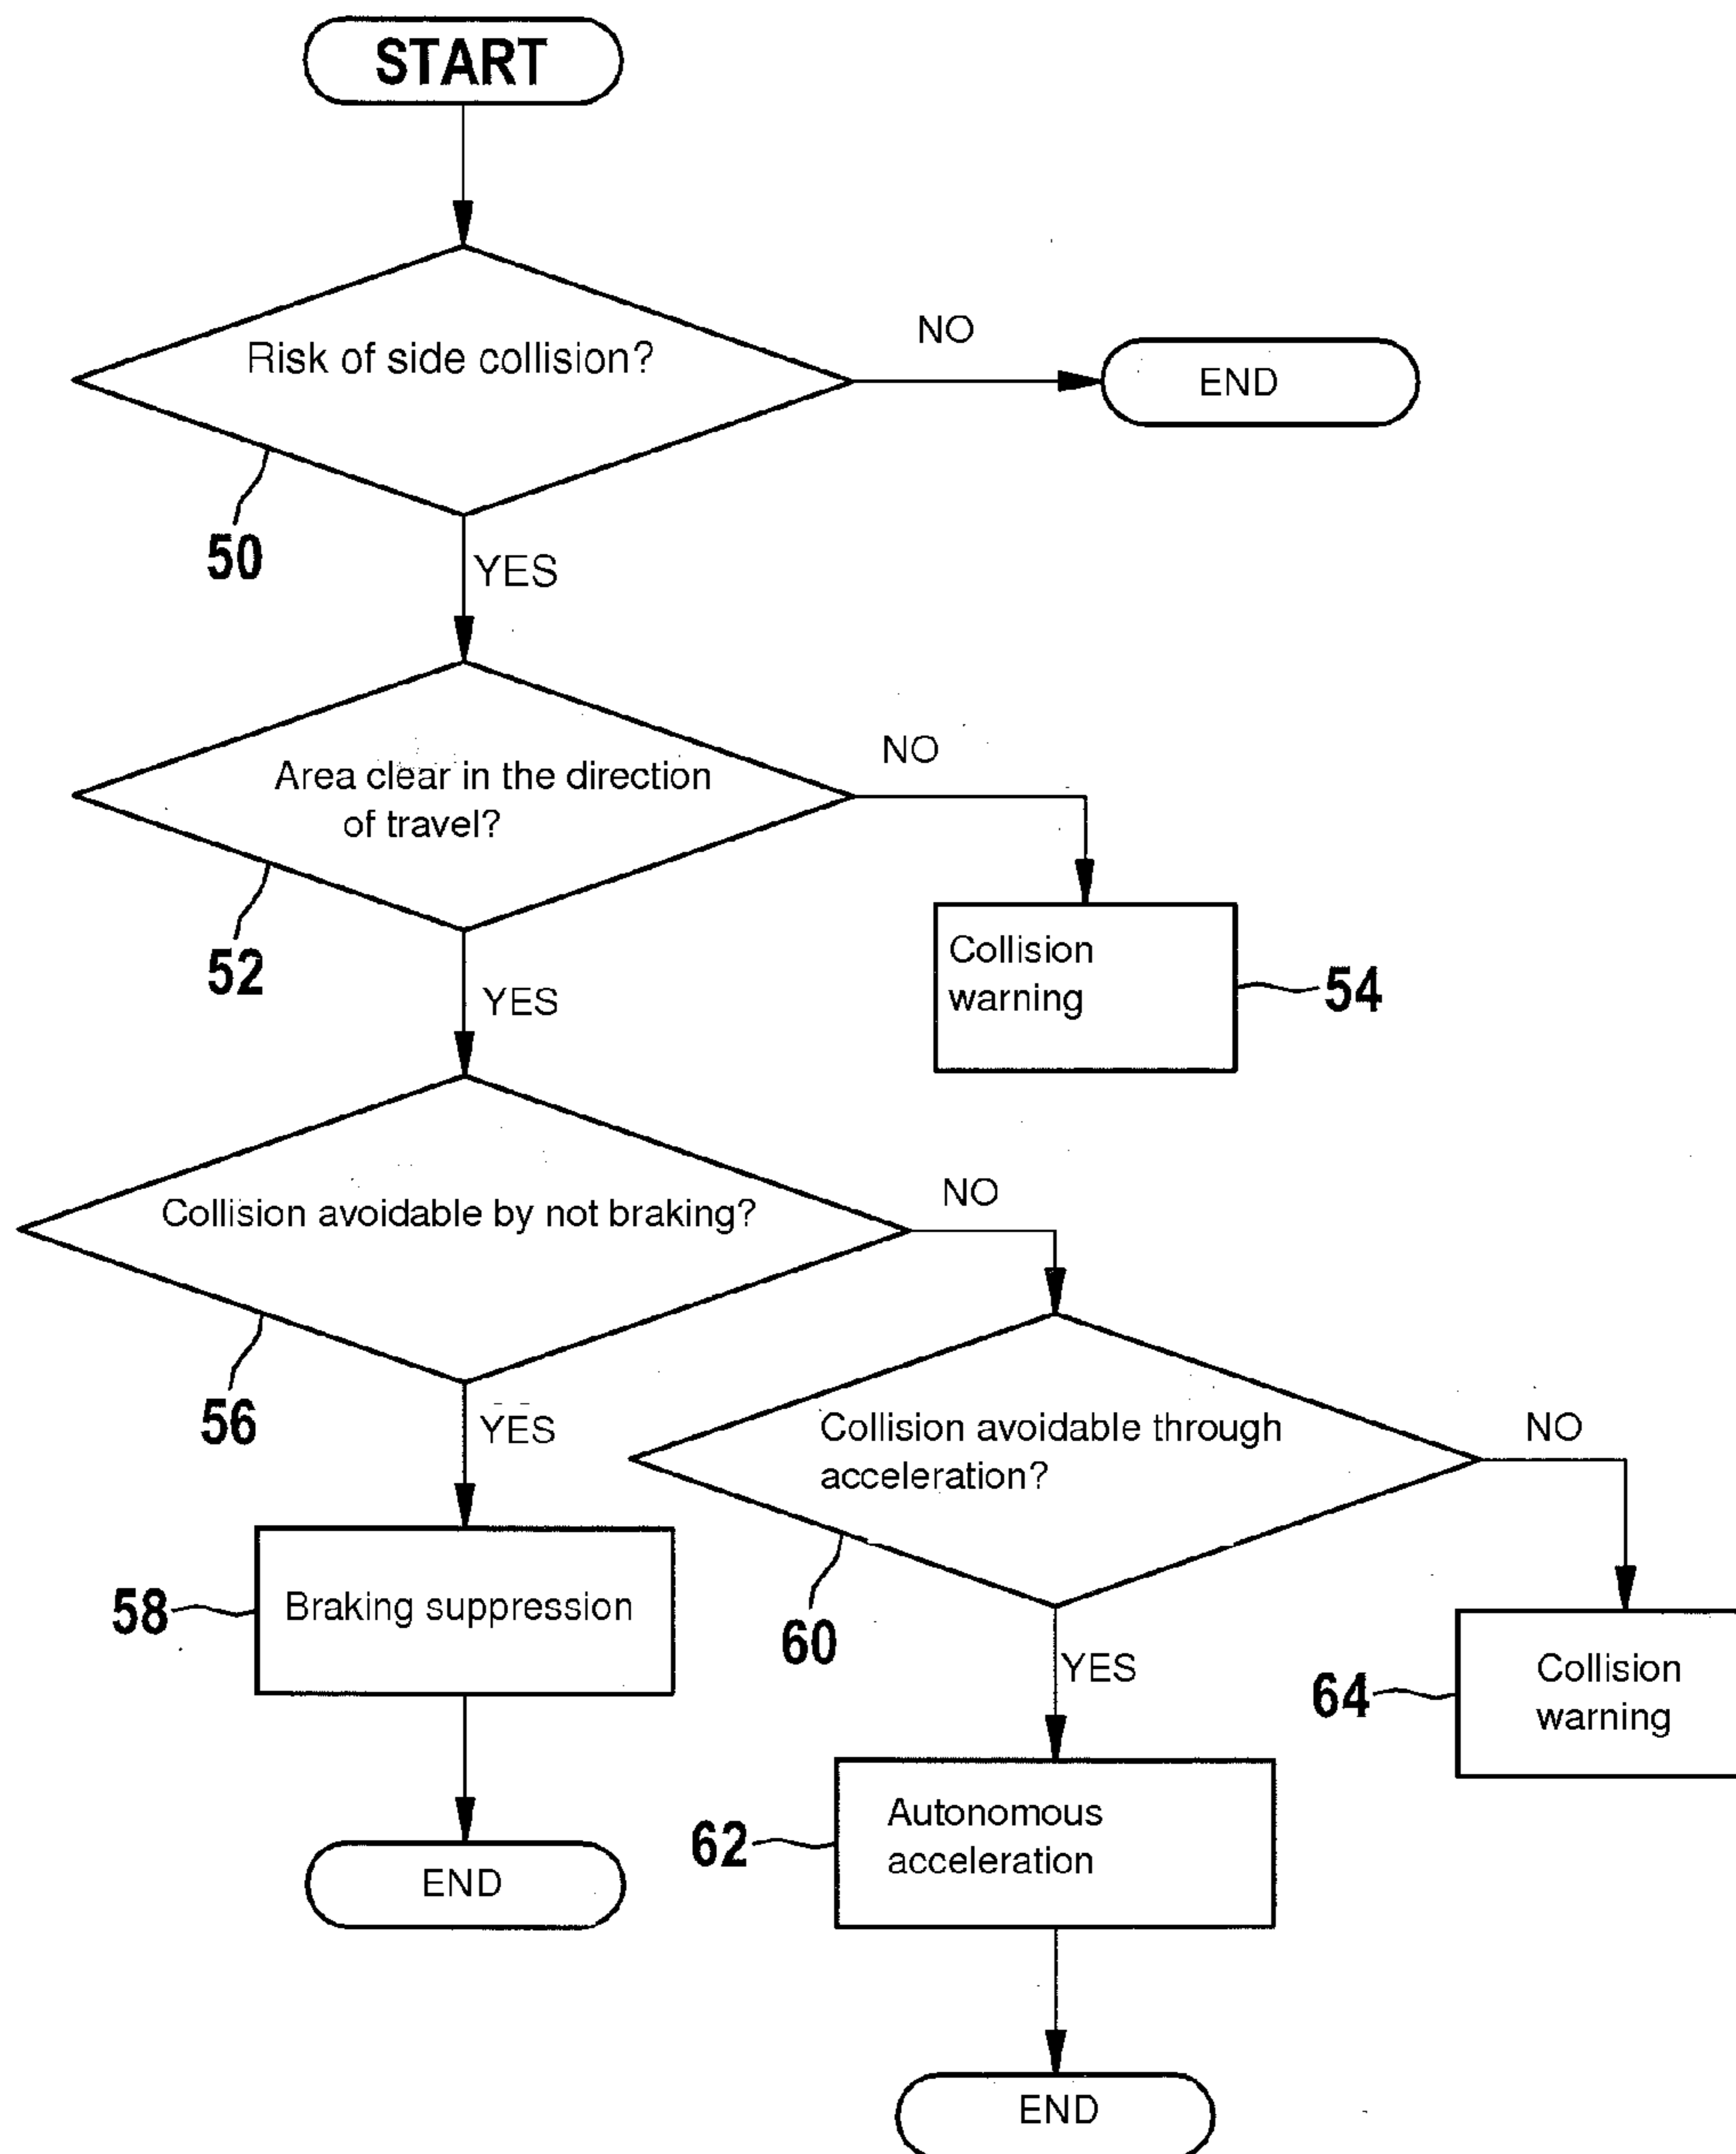 START
Risk of side collision?
NO
END
50
YES
Area clear in the direction
of travel?
NO
52
Collision
warning
54
YES
Collision avoidable by not braking?
NO
56
YES
Collision avoidable through
acceleration?
NO
58
Braking suppression
60
YES
64
Collision
warning
62
Autonomous
acceleration
END
END